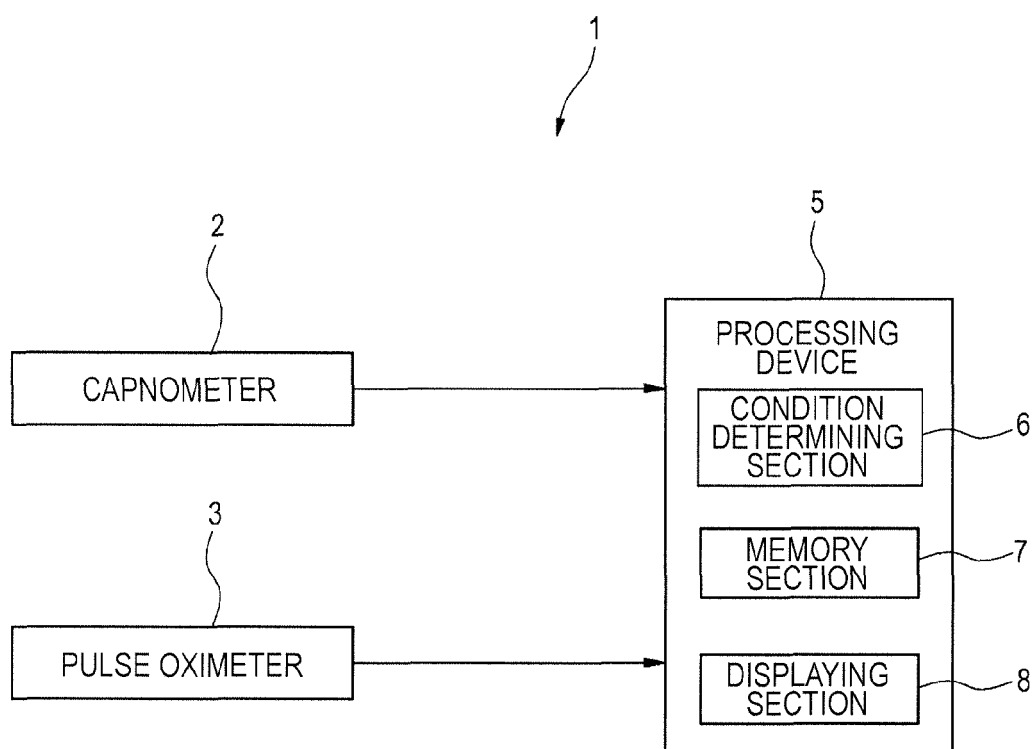 1
2
CAPNOMETER
3
PULSE OXIMETER
5
PROCESSING
DEVICE
CONDITION
DETERMINING
SECTION
6
MEMORY
SECTION
7
DISPLAYING
SECTION
8